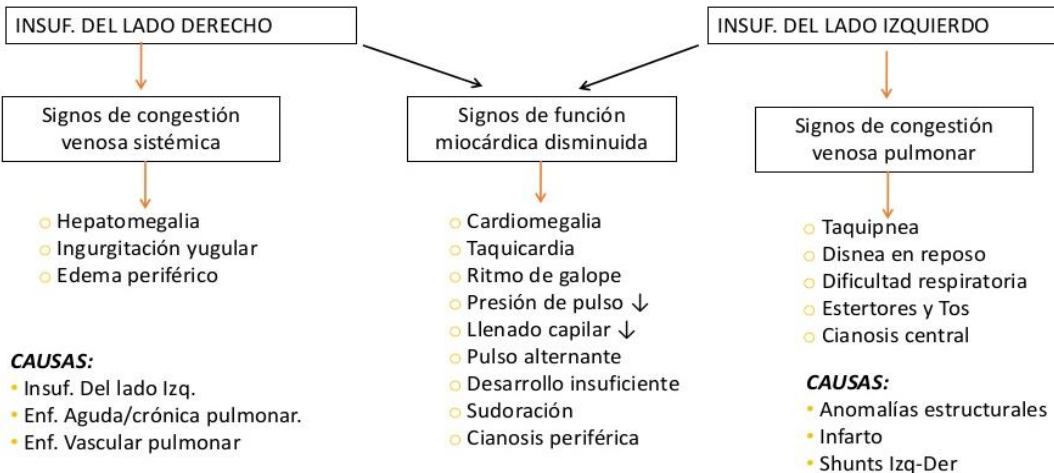 INSUF. DEL LADO DERECHO
INSUF. DEL LADO IZQUIERDO
Signos de congestión
venosa sistémica
Hepatomegalia
Ingurgitación yugular
Edema periférico
CAUSAS:
Insuf. Del lado Izq.
Enf. Aguda/crónica pulmonar.
Enf. Vascular pulmonar
Signos de función
miocárdica disminuida
Cardiomegalia
Taquicardia
Ritmo de galope
Presión de pulso ↓
Llenado capilar ↓
Pulso alternante
Desarrollo insuficiente
Sudoración
Cianosis periférica
Signos de congestión
venosa pulmonar
Taquipnea
Disnea en reposo
Dificultad respiratoria
Estertores y Tos
Cianosis central
CAUSAS:
Anomalías estructurales
Infarto
Shunts Izq-Der